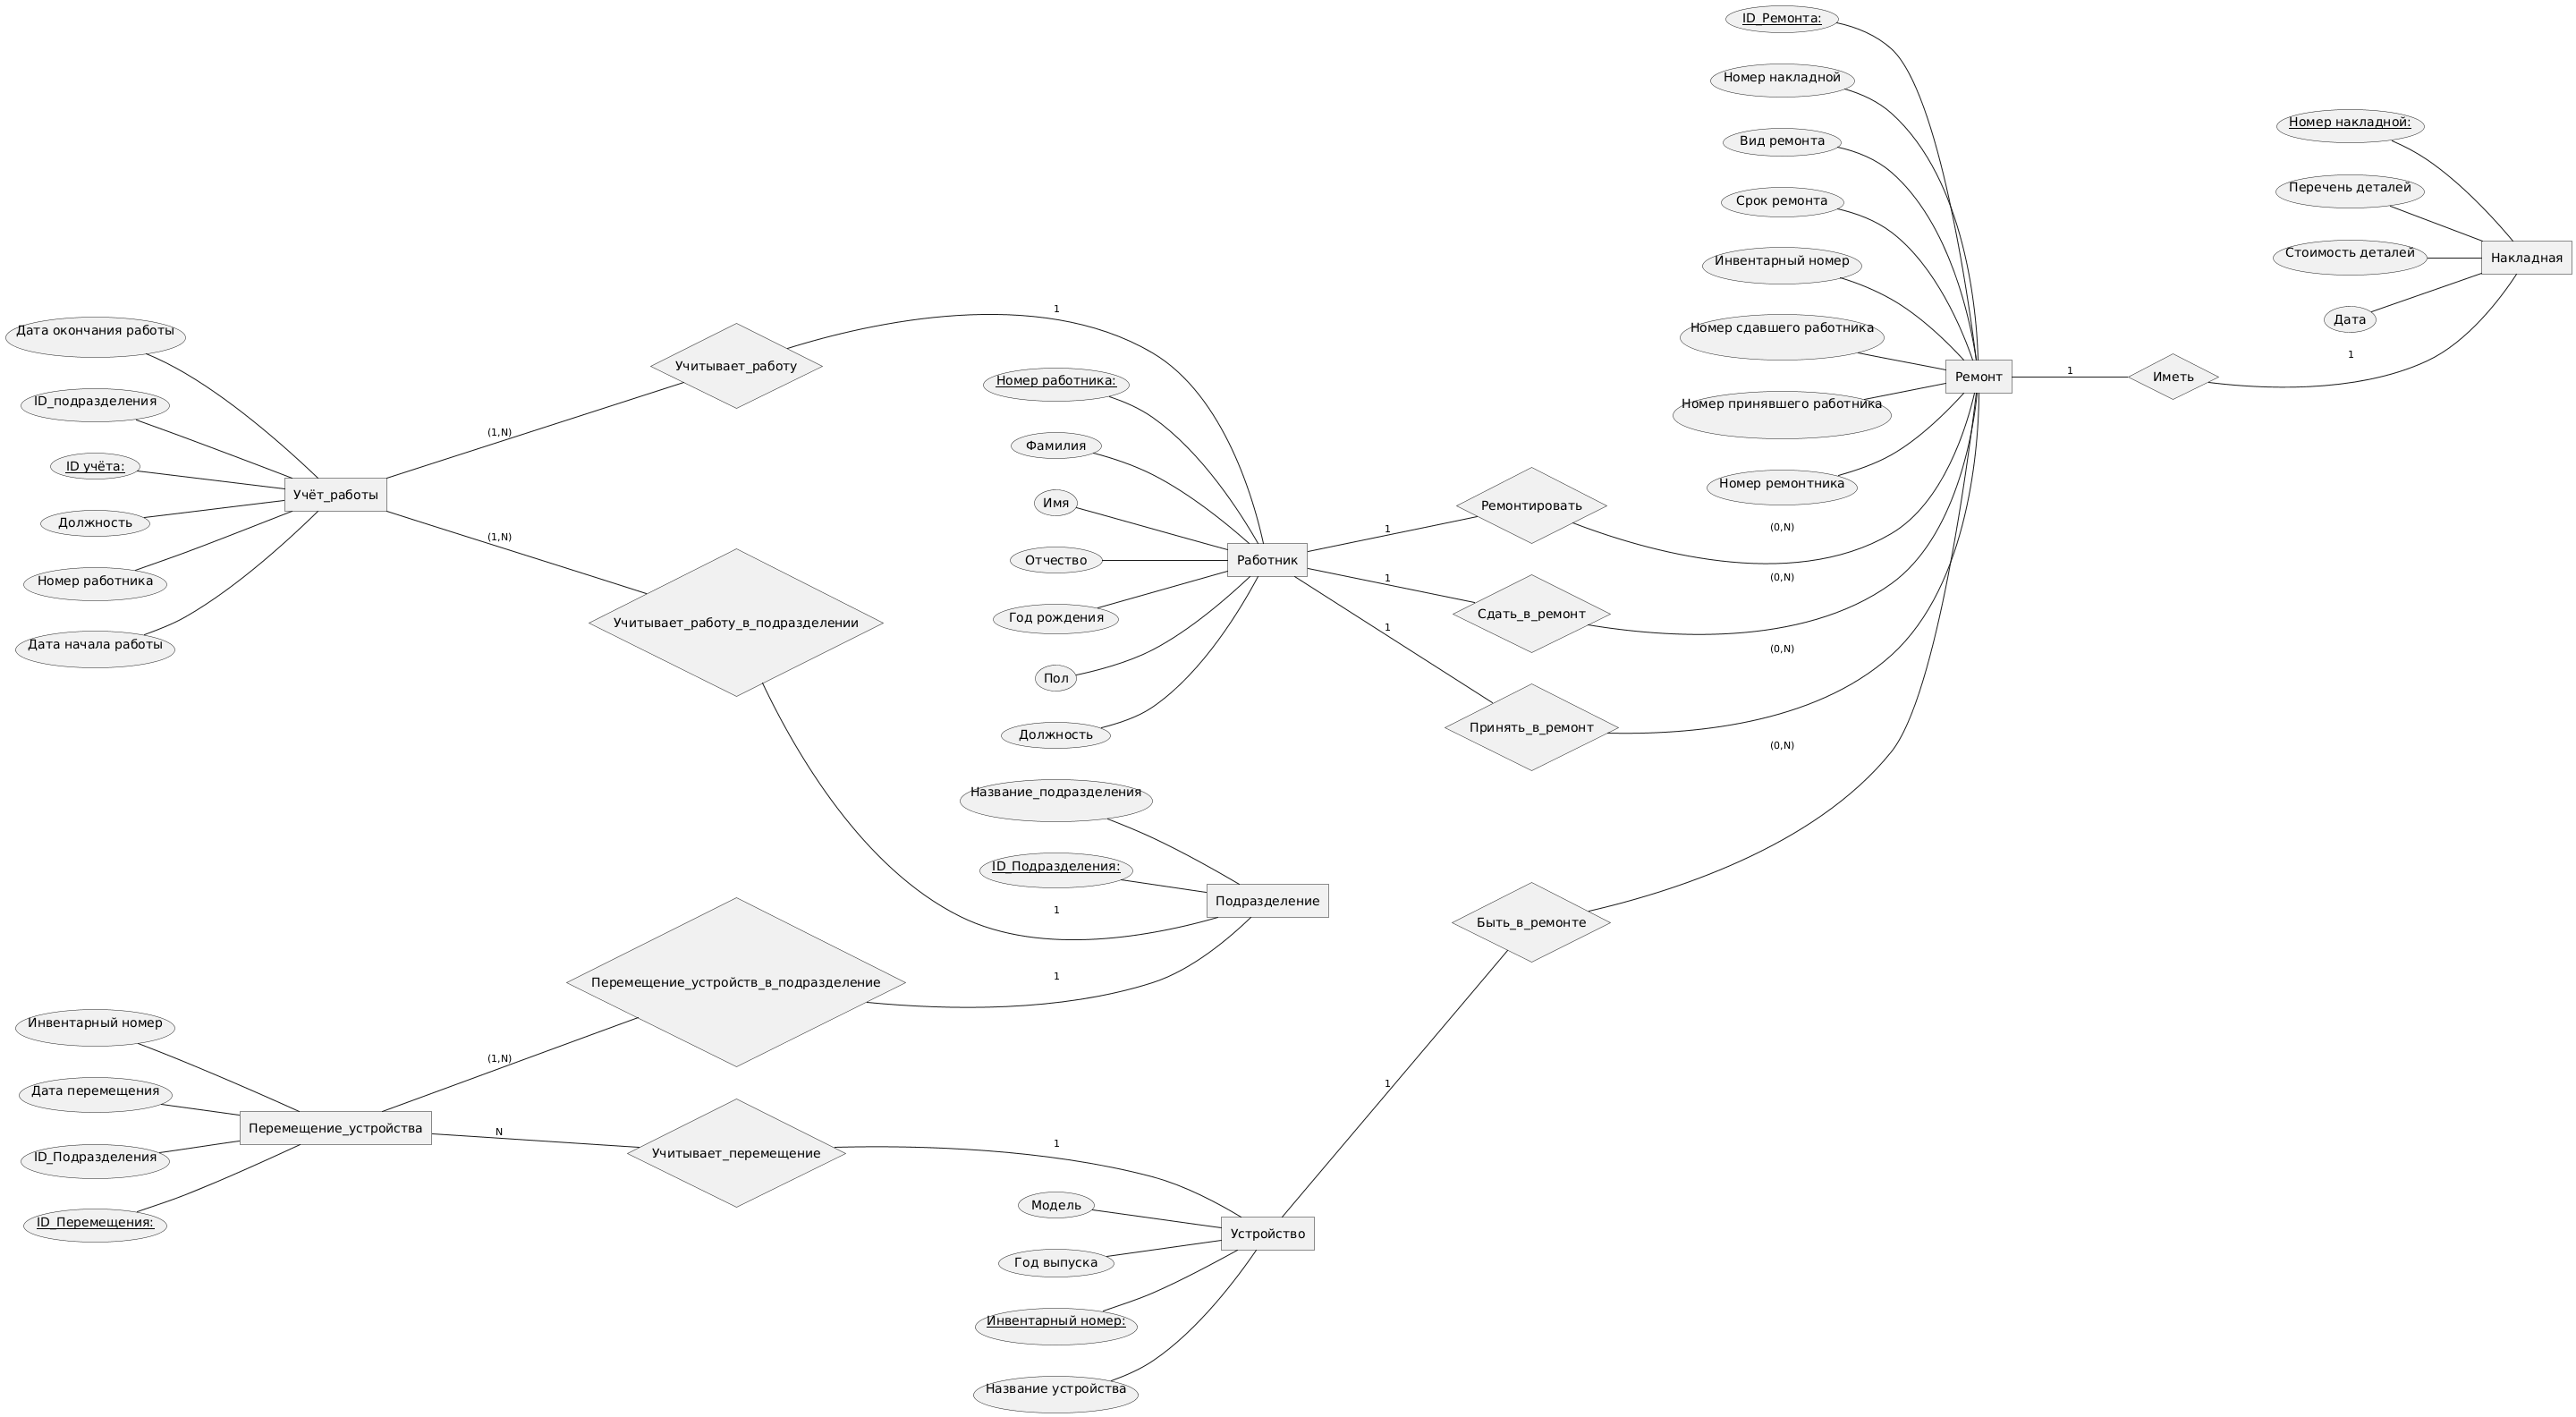 ID_Ремонта:
Номер накладной
Вид ремонта
Срок ремонта
Инвентарный номер
Номер сдавшего работника
Номер принявшего работника
Номер ремонтника
Ремонт
1
Иметь
1
Номер накладной:
Перечень деталей
Стоимость деталей
Дата
Накладная
Дата окончания работы
ID_подразделения
ID учёта:
Должность
Номер работника
Дата начала работы
Учёт_работы
(1,N)
Учитывает_работу
1
(1,N)
Учитывает_работу_в_подразделении
1
Номер работника:
Фамилия
Имя
Отчество
Год рождения
Пол
Должность
Работник
1
Ремонтировать
(0,N)
1
Сдать_в_ремонт
(0,N)
1
Принять_в_ремонт
(0,N)
Название_подразделения
ID_Подразделения:
Подразделение
Перемещение_устройств_в_подразделение
(1,N)
1
Быть_в_ремонте
1
(0,N)
Инвентарный номер
Дата перемещения
ID_Подразделения
ID_Перемещения:
Перемещение_устройства
N
Учитывает_перемещение
1
Модель
Год выпуска
Инвентарный номер:
Название устройства
Устройство